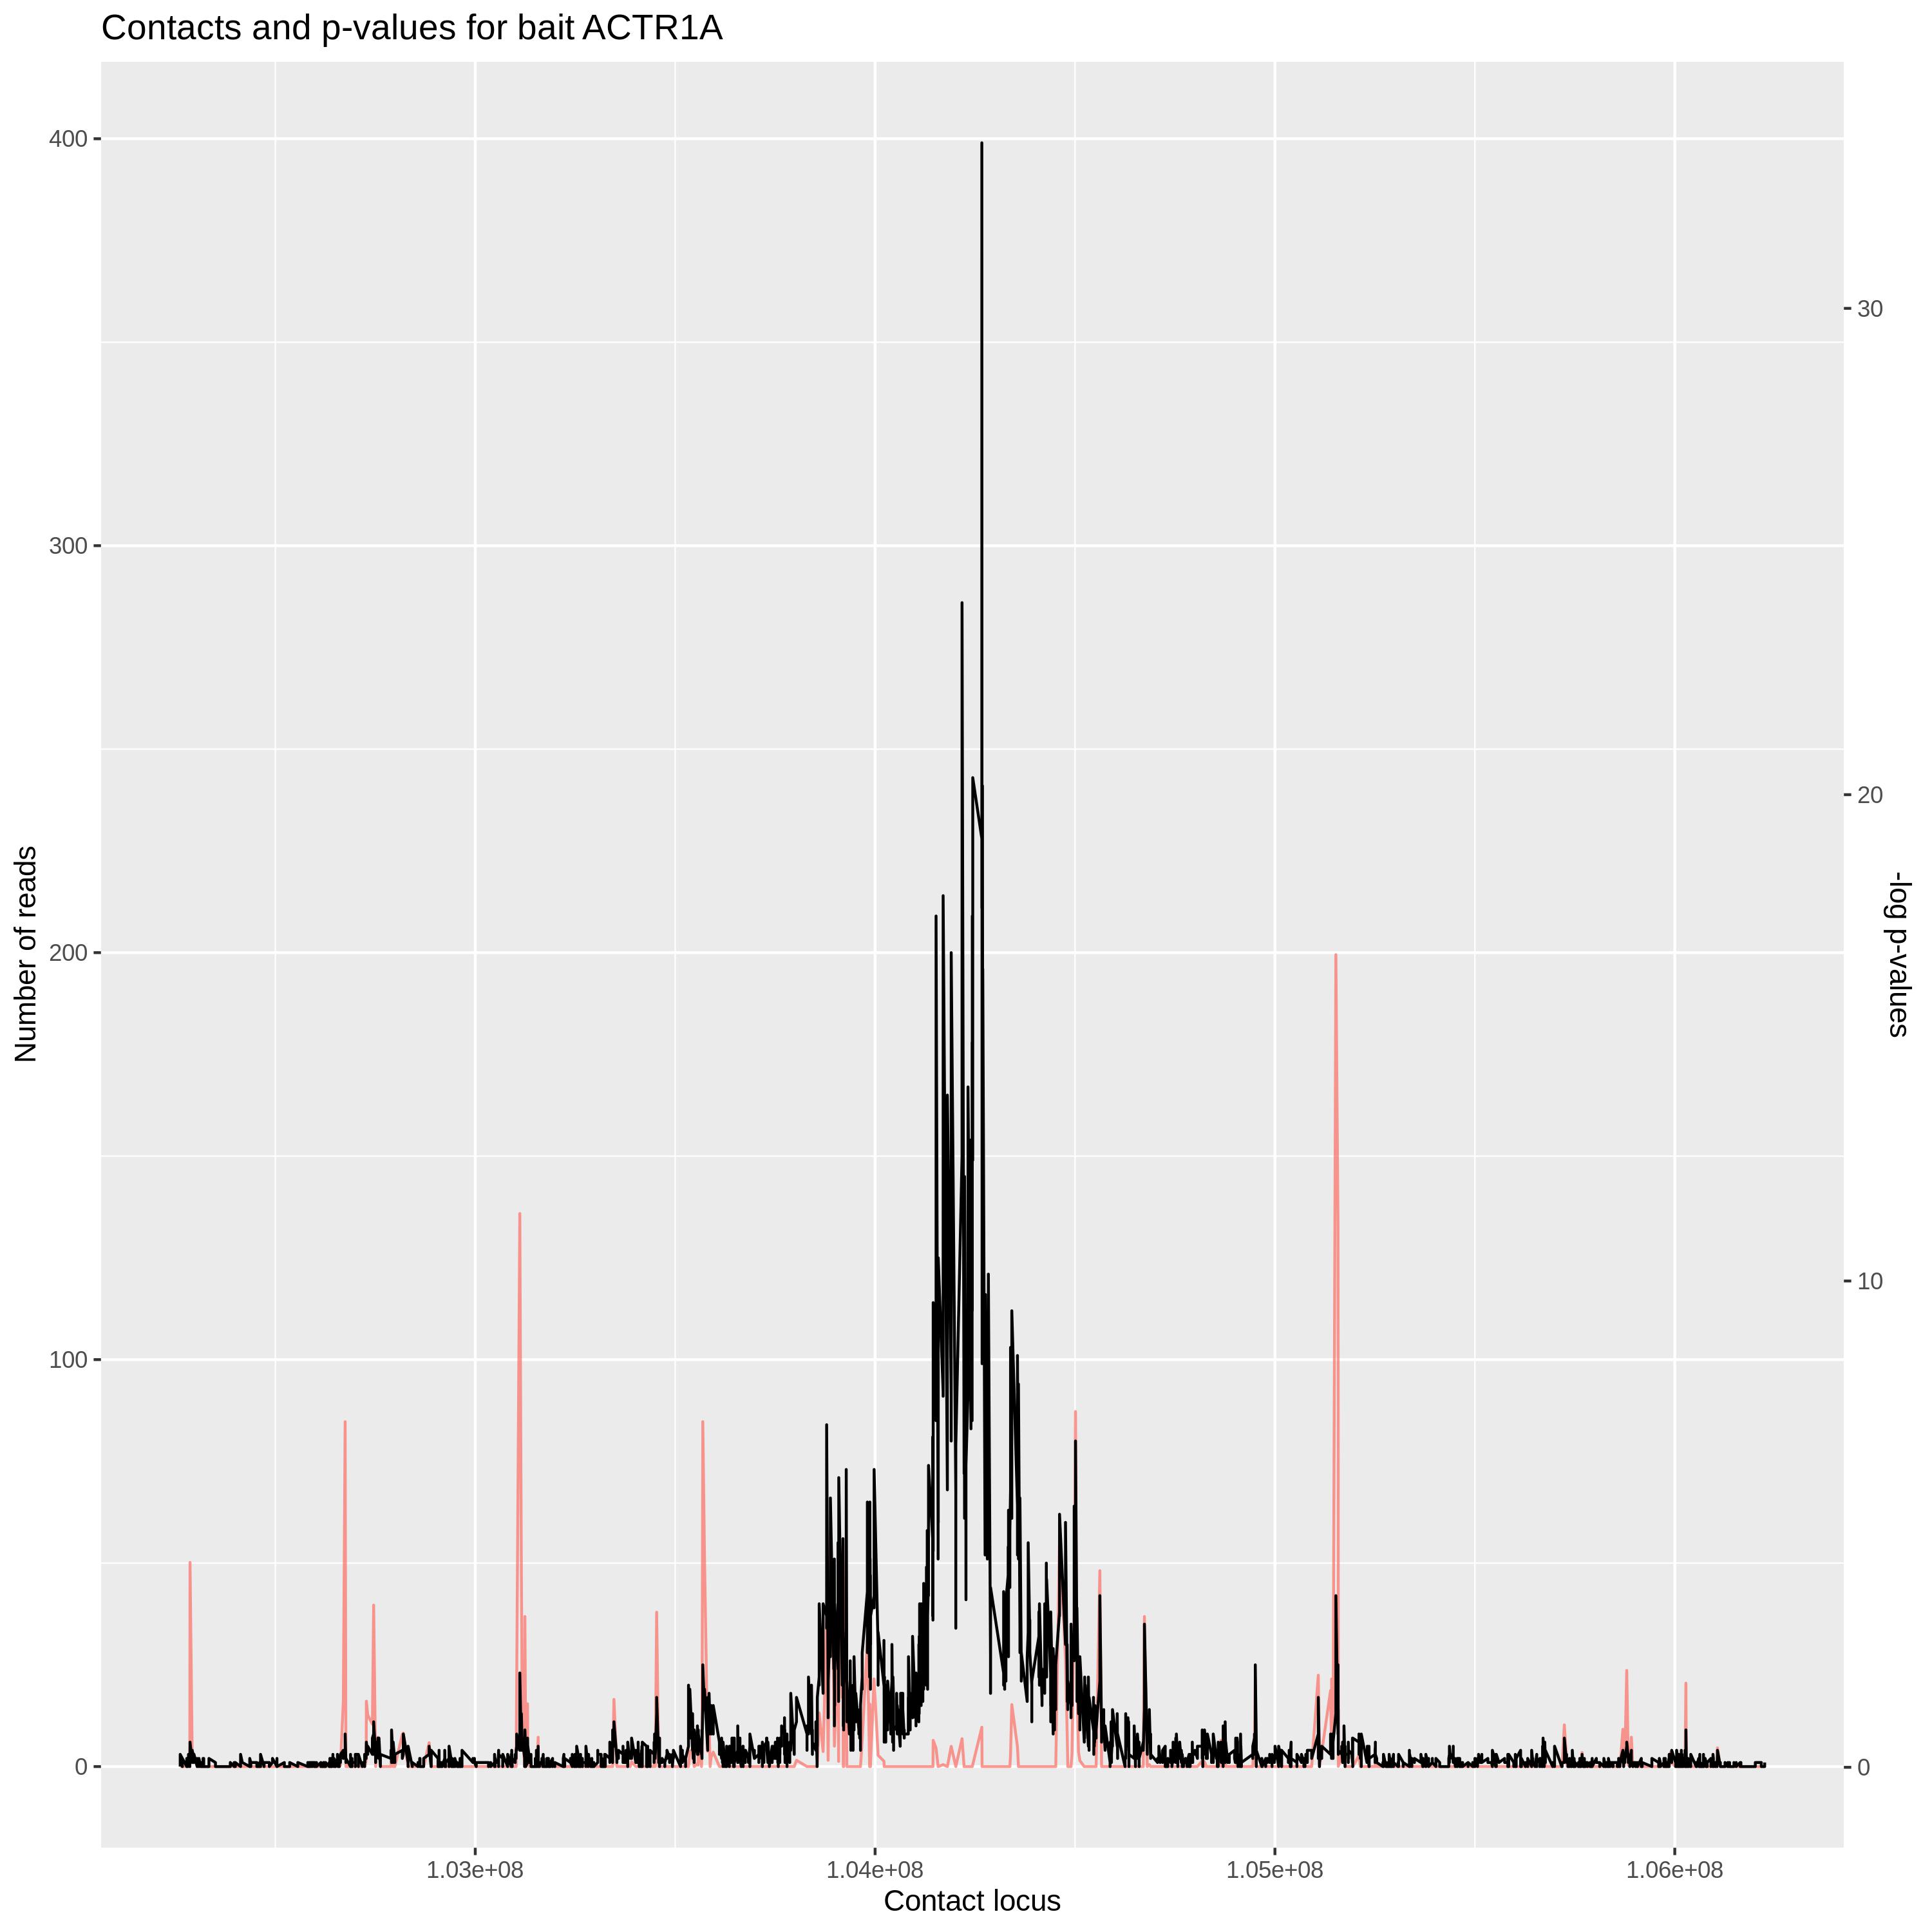 Contacts and p-values for bait ACTR1A
400
300
200
100
0
Number of reads
30
20
10
0
-log p-values
1.03e+08
1.04e+08
1.05e+08
1.06e+08
Contact locus